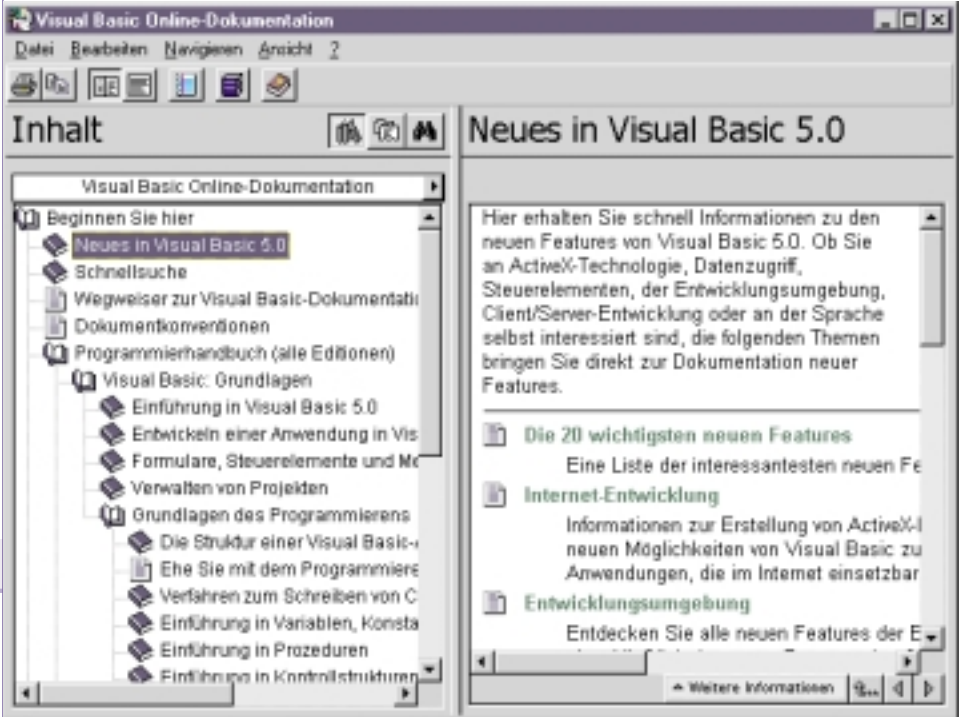 Visual Basic Online-Dokumentation
Datei Bearbeiten Navigieren Ansicht ?
Inhalt
Visual Basic Online-Dokumentation
Beginnen Sie hier
Neues in Visual Basic 5.0
Schnellsuche
Wegweiser zur Visual Basic-Dokumentatio
Dokumentkonventionen
Programmierhandbuch (alle Editionen)
Visual Basic: Grundlagen
Einführung in Visual Basic 5.0
Entwickeln einer Anwendung in Vis
Formulare, Steuerelemente und Me
Verwalten von Projekten
Grundlagen des Programmierens
Die Struktur einer Visual Basic-
Ehe Sie mit dem Programmiere
Verfahren zum Schreiben von C
Einführung in Variablen, Konsta
Einführung in Prozeduren
Einführung in Kontrollstrukturen
Neues in Visual Basic 5.0
Hier erhalten Sie schnell Informationen zu den
neuen Features von Visual Basic 5.0. Ob Sie
an ActiveX-Technologie, Datenzugriff,
Steuerelementen, der Entwicklungsumgebung,
Client/Server-Entwicklung oder an der Sprache
selbst interessiert sind, die folgenden Themen
bringen Sie direkt zur Dokumentation neuer
Features.
Die 20 wichtigsten neuen Features
Eine Liste der interessantesten neuen Fe
Internet-Entwicklung
Informationen zur Erstellung von ActiveX-
neuen Möglichkeiten von Visual Basic zu
Anwendungen, die im Internet einsetzbar
Entwicklungsumgebung
Entdecken Sie alle neuen Features der E
Weitere Informationen